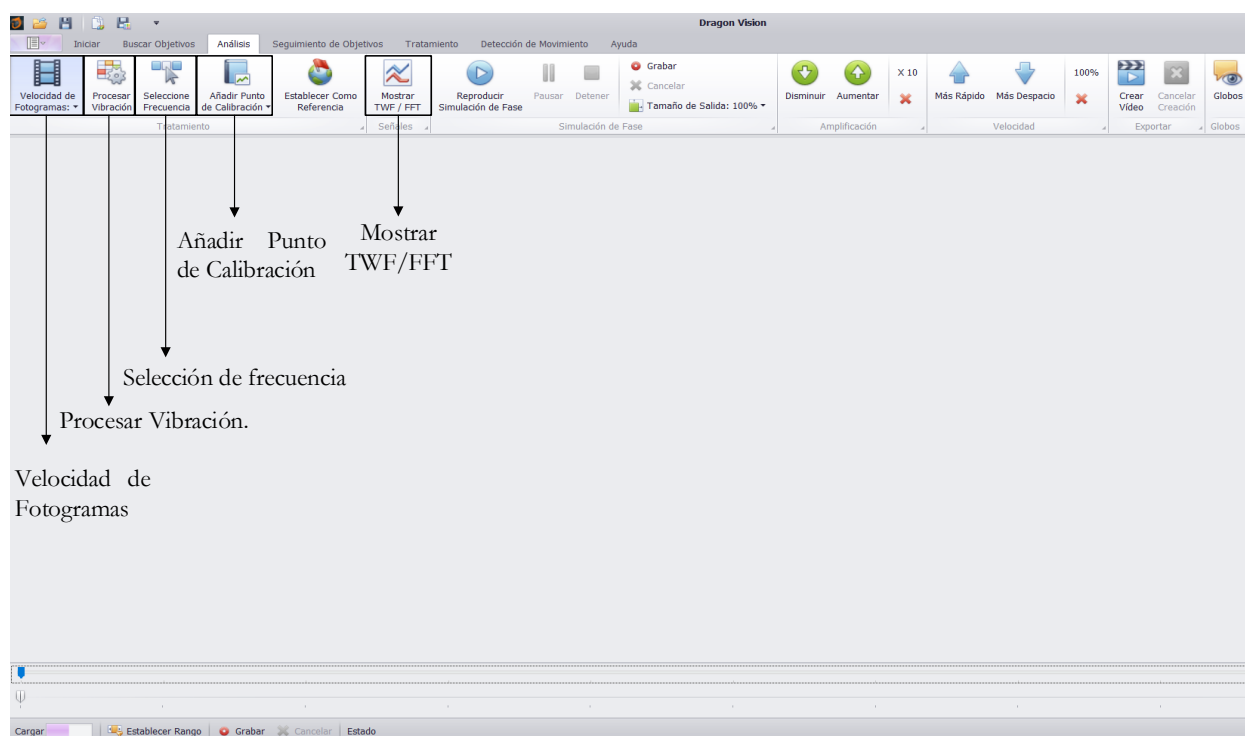 Dragon Vision
Iniciar Buscar Objetivos Análisis Seguimiento de Objetivos Tratamiento Detección de Movimiento Ayuda
Velocidad de Fotogramas:
Procesar Vibración
Seleccione Frecuencia
Añadir Punto de Calibración
Establecer Como Referencia
Mostrar TWF / FFT
Reproducir Simulación de Fase
Pausar
Detener
Grabar
Cancelar
Tamaño de Salida: 100%
Disminuir
Aumentar
X 10
Más Rápido
Más Despacio
100%
Crear Vídeo
Cancelar Creación
Globos
Tratamiento Señales Simulación de Fase Amplificación Velocidad Exportar Globos
Añadir Punto
de Calibración
Mostrar
TWF/FFT
Selección de frecuencia
Procesar Vibración.
Velocidad de
Fotogramas
Cargar Establecer Rango Grabar Cancelar Estado